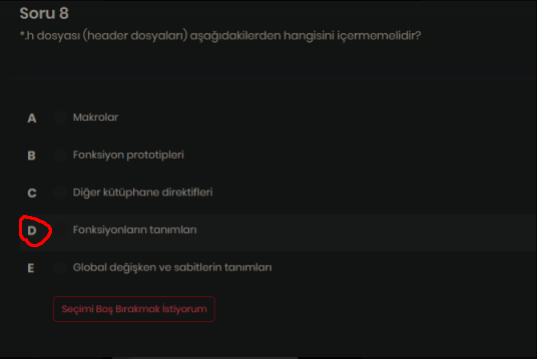 Soru 8
*.h dosyası (header dosyaları) aşağıdakilerden hangisini içermemelidir?
A Makrolar
B Fonksiyon prototipleri
C Diğer kütüphane direktifleri
D Fonksiyonların tanımları
E Global değişken ve sabitlerin tanımları
Seçimi Boş Bırakmak İstiyorum